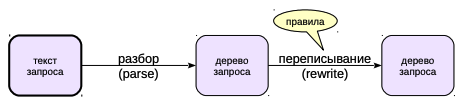 правила
текст
запроса
разбор
(parse)
дерево
запроса
переписывание
(rewrite)
дерево
запроса